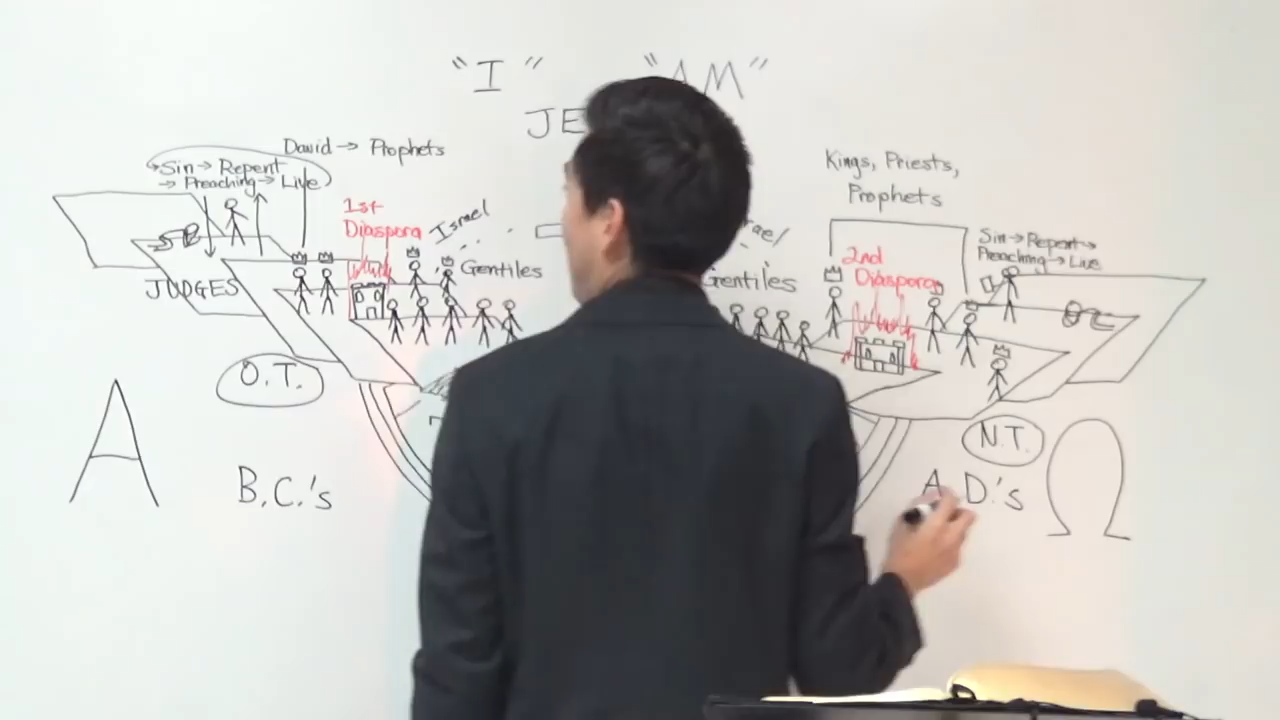 "I" "AM"
JE
David → Prophets
Sin → Repent
→ Preaching → Live
1st
Diaspora
Israel
Gentiles
JUDGES
O.T.
A
B.C.'s
Kings, Priests,
Prophets
Gentiles
2nd
Diaspora
Sin → Repent →
Preaching → Live
N.T.
A.D.'s
Ω